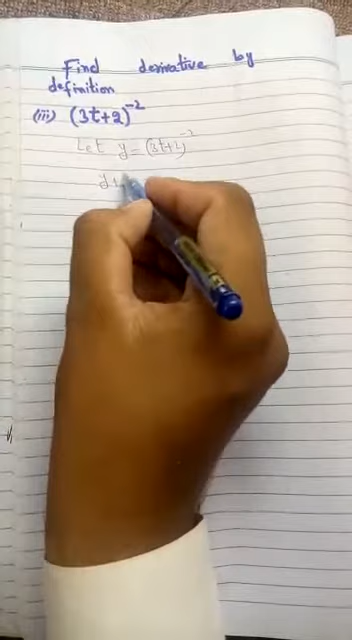 Find derivative by
definition
(iii) (3t+2)⁻²
Let y = (3t+2)⁻²
y+